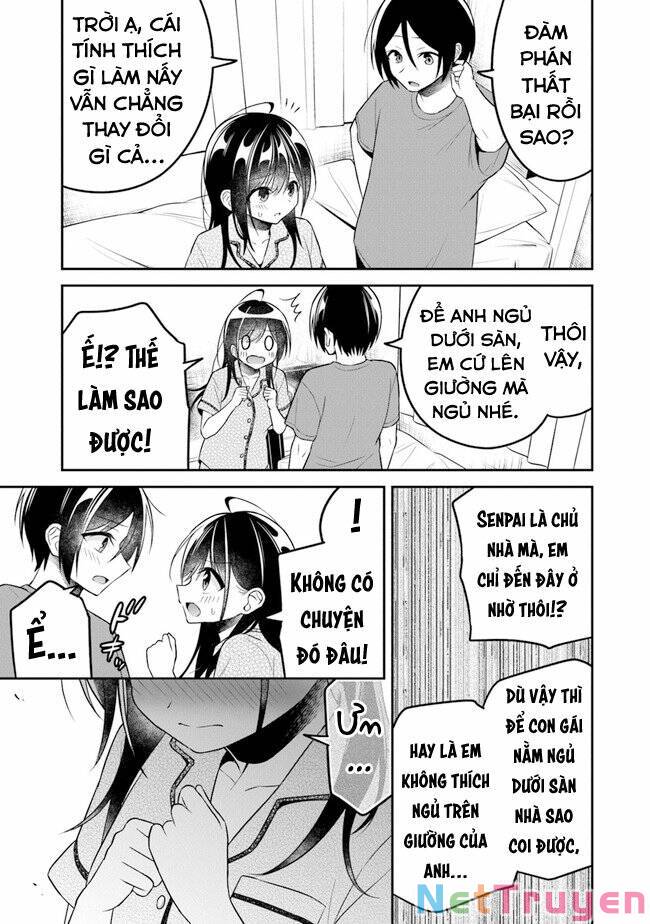 ĐÀM
PHÁN
THẤT
BẠI RỒI
SAO?
TRỜI Ạ, CÁI
TÍNH THÍCH
GÌ LÀM NẤY
VẪN CHẲNG
THAY ĐỔI
GÌ CẢ...
THÔI
VẬY,
ĐỂ ANH NGỦ
DƯỚI SÀN,
EM CỨ LÊN
GIƯỜNG MÀ
NGỦ NHÉ.
Ế!? THẾ
LÀM SAO
ĐƯỢC!
SENPAI LÀ CHỦ
NHÀ MÀ, EM
CHỈ ĐẾN ĐÂY Ở
NHỜ THÔI!?
DÙ VẬY THÌ
ĐỂ CON GÁI
NẰM NGỦ
DƯỚI SÀN
NHÀ SAO
COI ĐƯỢC,
HAY LÀ EM
KHÔNG THÍCH
NGỦ TRÊN
GIƯỜNG CỦA
ANH...
!
KHÔNG CÓ
CHUYỆN
ĐÓ ĐÂU!
Ể...
ƯM
...
NetTruyen